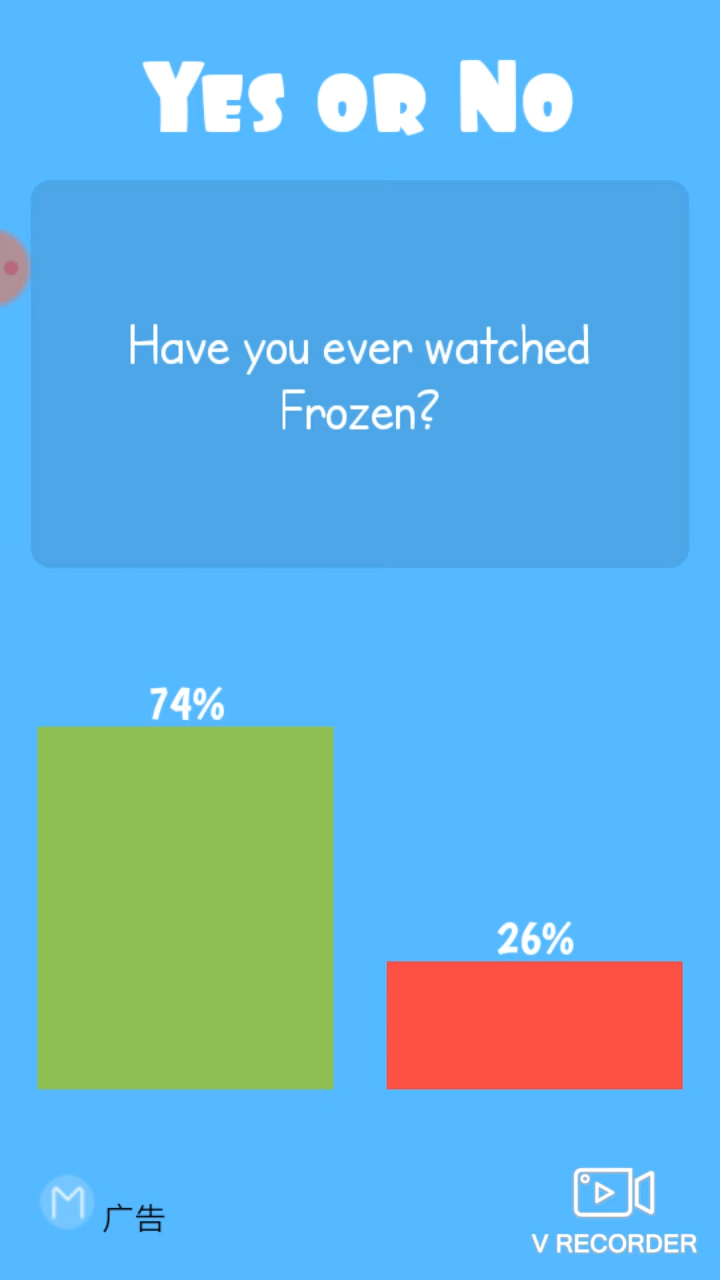 Yes or No
Have you ever watched
Frozen?
74%
26%
M 广告
V RECORDER